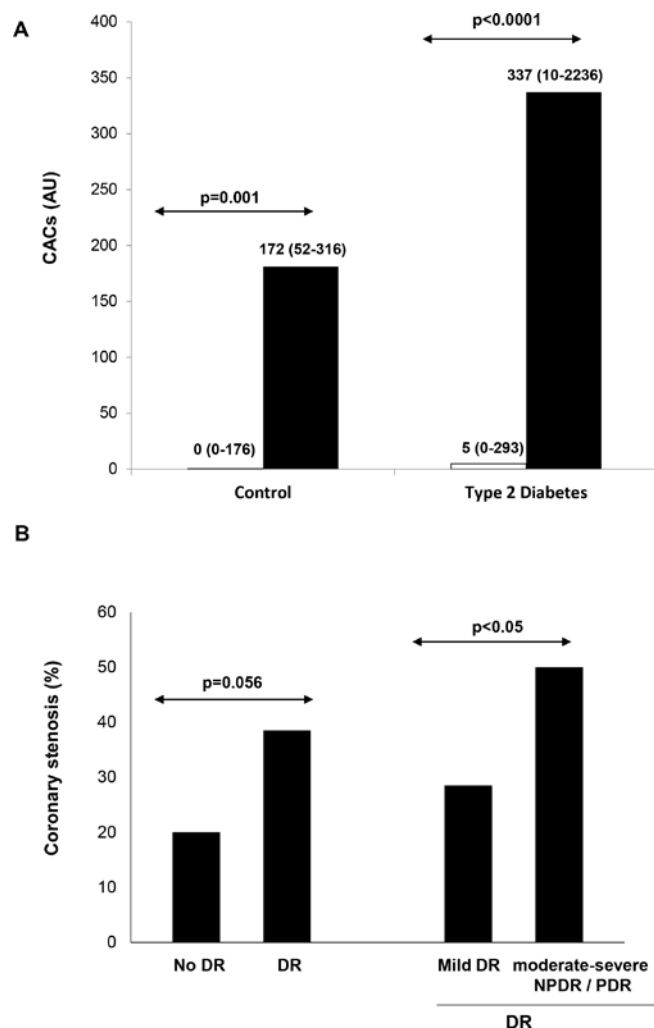 A
CACs (AU)
400
350
300
250
200
150
100
50
0
p=0.001
p<0.0001
0 (0-176)
172 (52-316)
5 (0-293)
337 (10-2236)
Control
Type 2 Diabetes
B
Coronary stenosis (%)
60
50
40
30
20
10
0
p=0.056
p<0.05
No DR
DR
Mild DR
moderate-severe
NPDR / PDR
DR